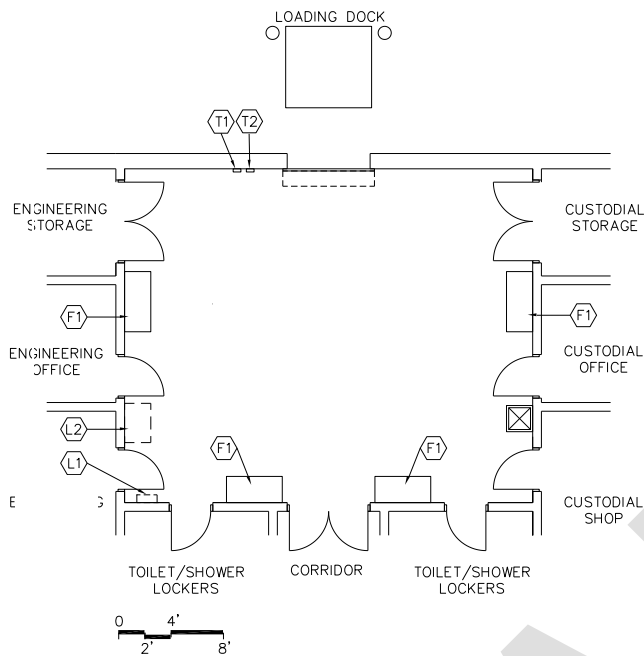 LOADING DOCK
T1 T2
ENGINEERING
STORAGE
CUSTODIAL
STORAGE
F1
F1
ENGINEERING
OFFICE
CUSTODIAL
OFFICE
L2
F1
F1
L1
E G
CUSTODIAL
SHOP
TOILET/SHOWER
LOCKERS
CORRIDOR
TOILET/SHOWER
LOCKERS
0 4'
2' 8'